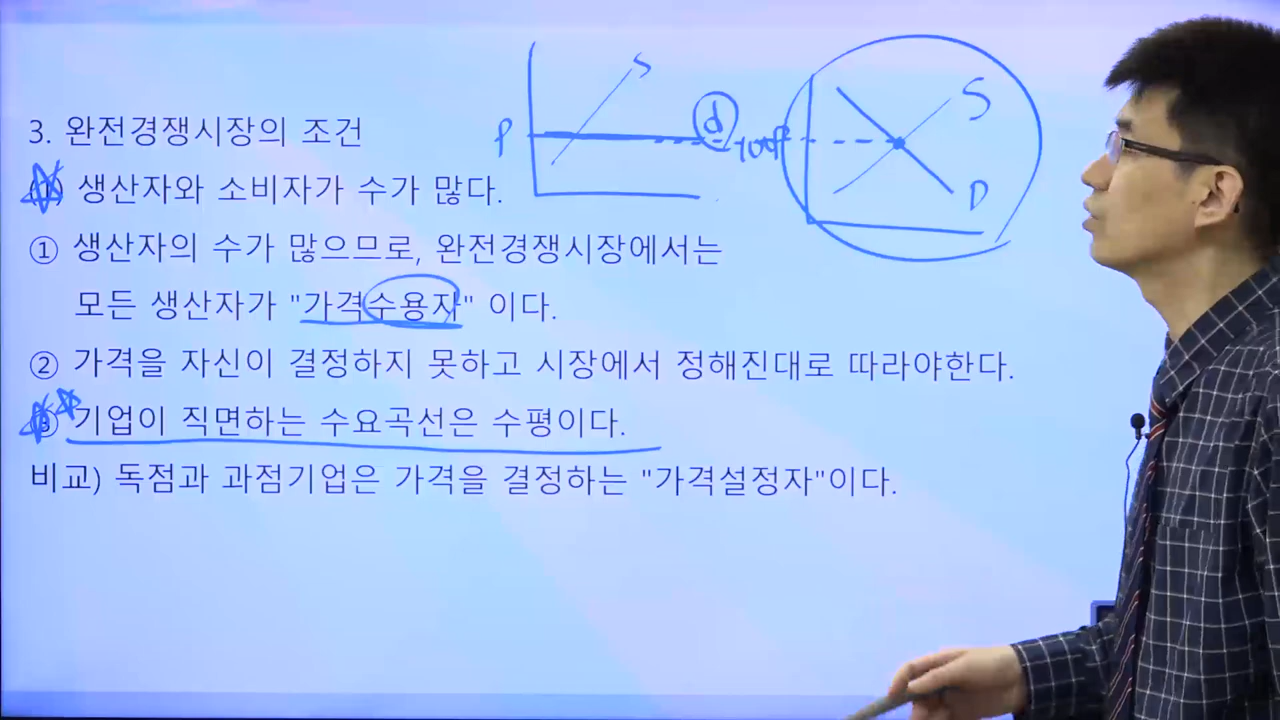 3. 완전경쟁시장의 조건
(1) 생산자와 소비자가 수가 많다.
① 생산자의 수가 많으므로, 완전경쟁시장에서는
모든 생산자가 "가격수용자" 이다.
② 가격을 자신이 결정하지 못하고 시장에서 정해진대로 따라야한다.
③ 기업이 직면하는 수요곡선은 수평이다.
비교) 독점과 과점기업은 가격을 결정하는 "가격설정자"이다.
S
P
d
S
D